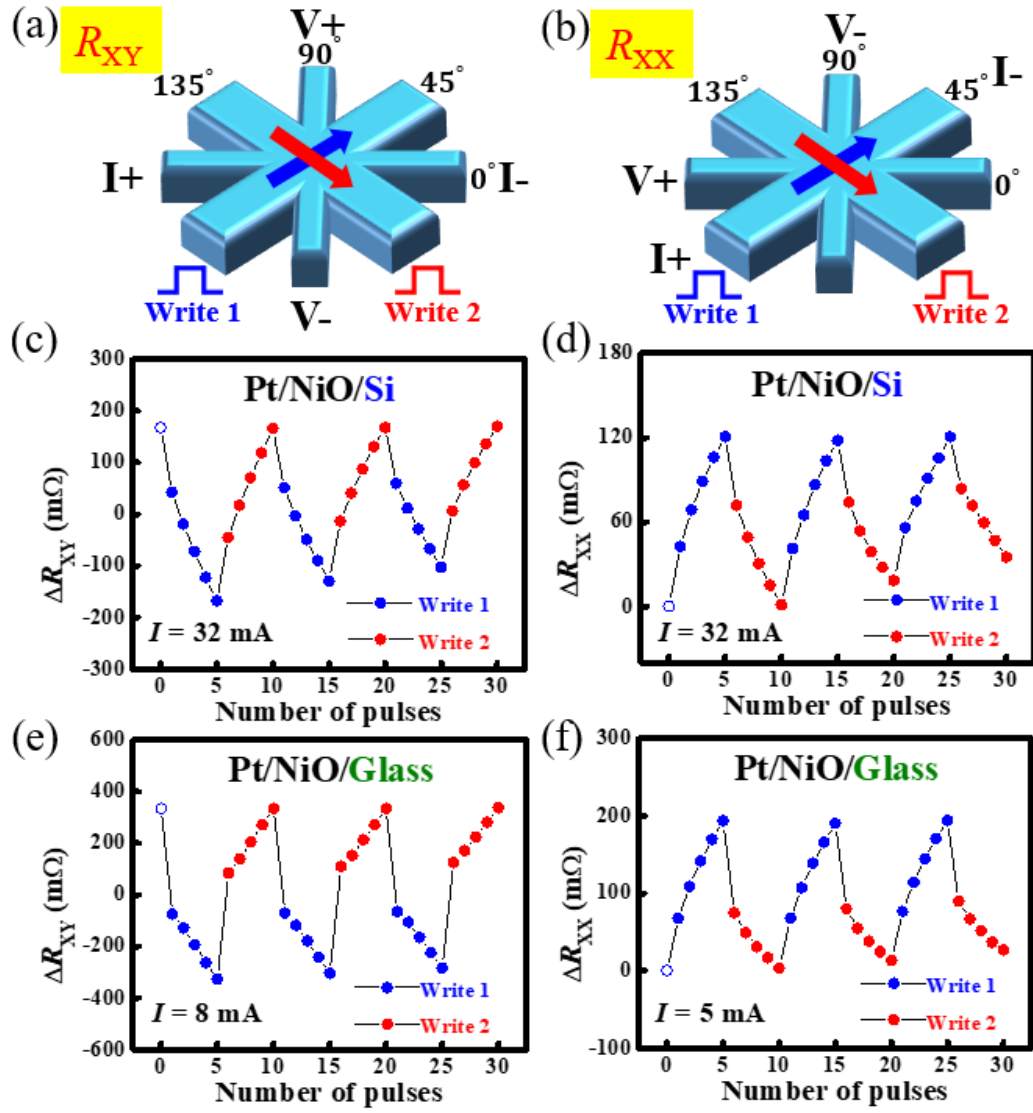 (a)
R_XY
V+
90°
135°
45°
I+
0° I-
Write 1
V-
Write 2
(b)
R_XX
V-
90°
135°
45° I-
V+
0°
I+
Write 1
Write 2
(c)
Pt/NiO/Si
ΔR_XY (mΩ)
300
200
100
0
-100
-200
-300
I = 32 mA
Write 1
Write 2
0 5 10 15 20 25 30
Number of pulses
(d)
Pt/NiO/Si
ΔR_XX (mΩ)
180
120
60
0
I = 32 mA
Write 1
Write 2
0 5 10 15 20 25 30
Number of pulses
(e)
Pt/NiO/Glass
ΔR_XY (mΩ)
600
400
200
0
-200
-400
-600
I = 8 mA
Write 1
Write 2
0 5 10 15 20 25 30
Number of pulses
(f)
Pt/NiO/Glass
ΔR_XX (mΩ)
300
200
100
0
-100
I = 5 mA
Write 1
Write 2
0 5 10 15 20 25 30
Number of pulses